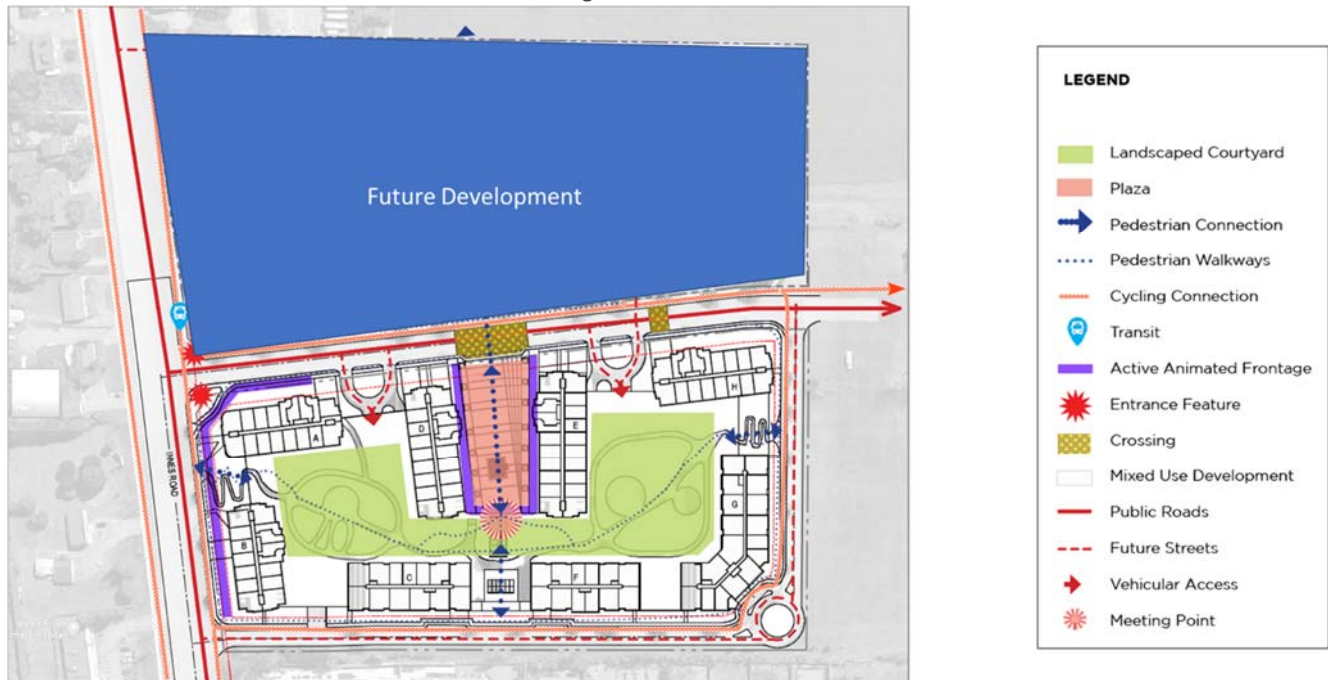 Future Development
INNES ROAD
A
D
E
H
B
G
C
F
LEGEND
Landscaped Courtyard
Plaza
Pedestrian Connection
Pedestrian Walkways
Cycling Connection
Transit
Active Animated Frontage
Entrance Feature
Crossing
Mixed Use Development
Public Roads
Future Streets
Vehicular Access
Meeting Point